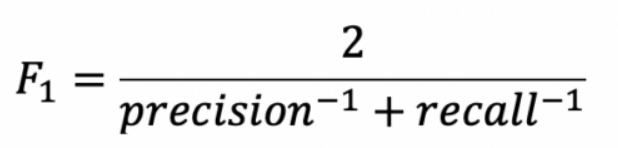 F₁ = 2 / (precision⁻¹ + recall⁻¹)